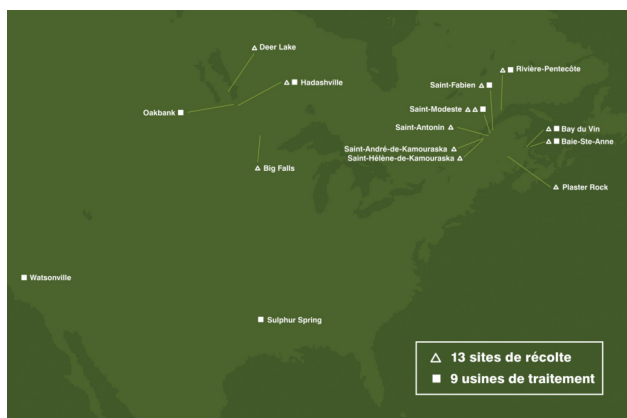 Deer Lake
Rivière-Pentecôte
Hadashville
Saint-Fabien
Oakbank
Saint-Modeste
Saint-Antonin
Bay du Vin
Baie-Ste-Anne
Saint-André-de-Kamouraska
Saint-Hélène-de-Kamouraska
Big Falls
Plaster Rock
Watsonville
Sulphur Spring
13 sites de récolte
9 usines de traitement